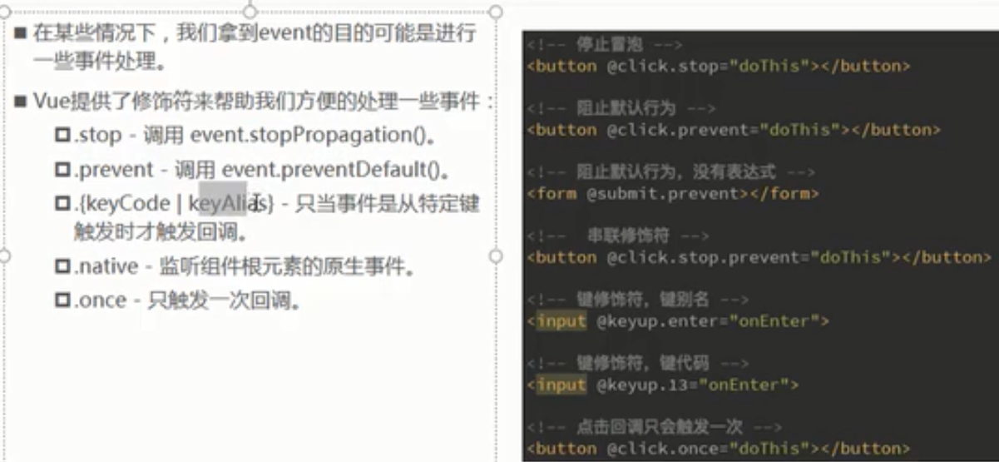 ■ 在某些情况下，我们拿到event的目的可能是进行
一些事件处理。
■ Vue提供了修饰符来帮助我们方便的处理一些事件：
.stop - 调用 event.stopPropagation()。
.prevent - 调用 event.preventDefault()。
.{keyCode | keyAlias} - 只当事件是从特定键
触发时才触发回调。
.native - 监听组件根元素的原生事件。
.once - 只触发一次回调。
<!-- 停止冒泡 -->
<button @click.stop="doThis"></button>
<!-- 阻止默认行为 -->
<button @click.prevent="doThis"></button>
<!-- 阻止默认行为，没有表达式 -->
<form @submit.prevent></form>
<!-- 串联修饰符 -->
<button @click.stop.prevent="doThis"></button>
<!-- 键修饰符，键别名 -->
<input @keyup.enter="onEnter">
<!-- 键修饰符，键代码 -->
<input @keyup.13="onEnter">
<!-- 点击回调只会触发一次 -->
<button @click.once="doThis"></button>